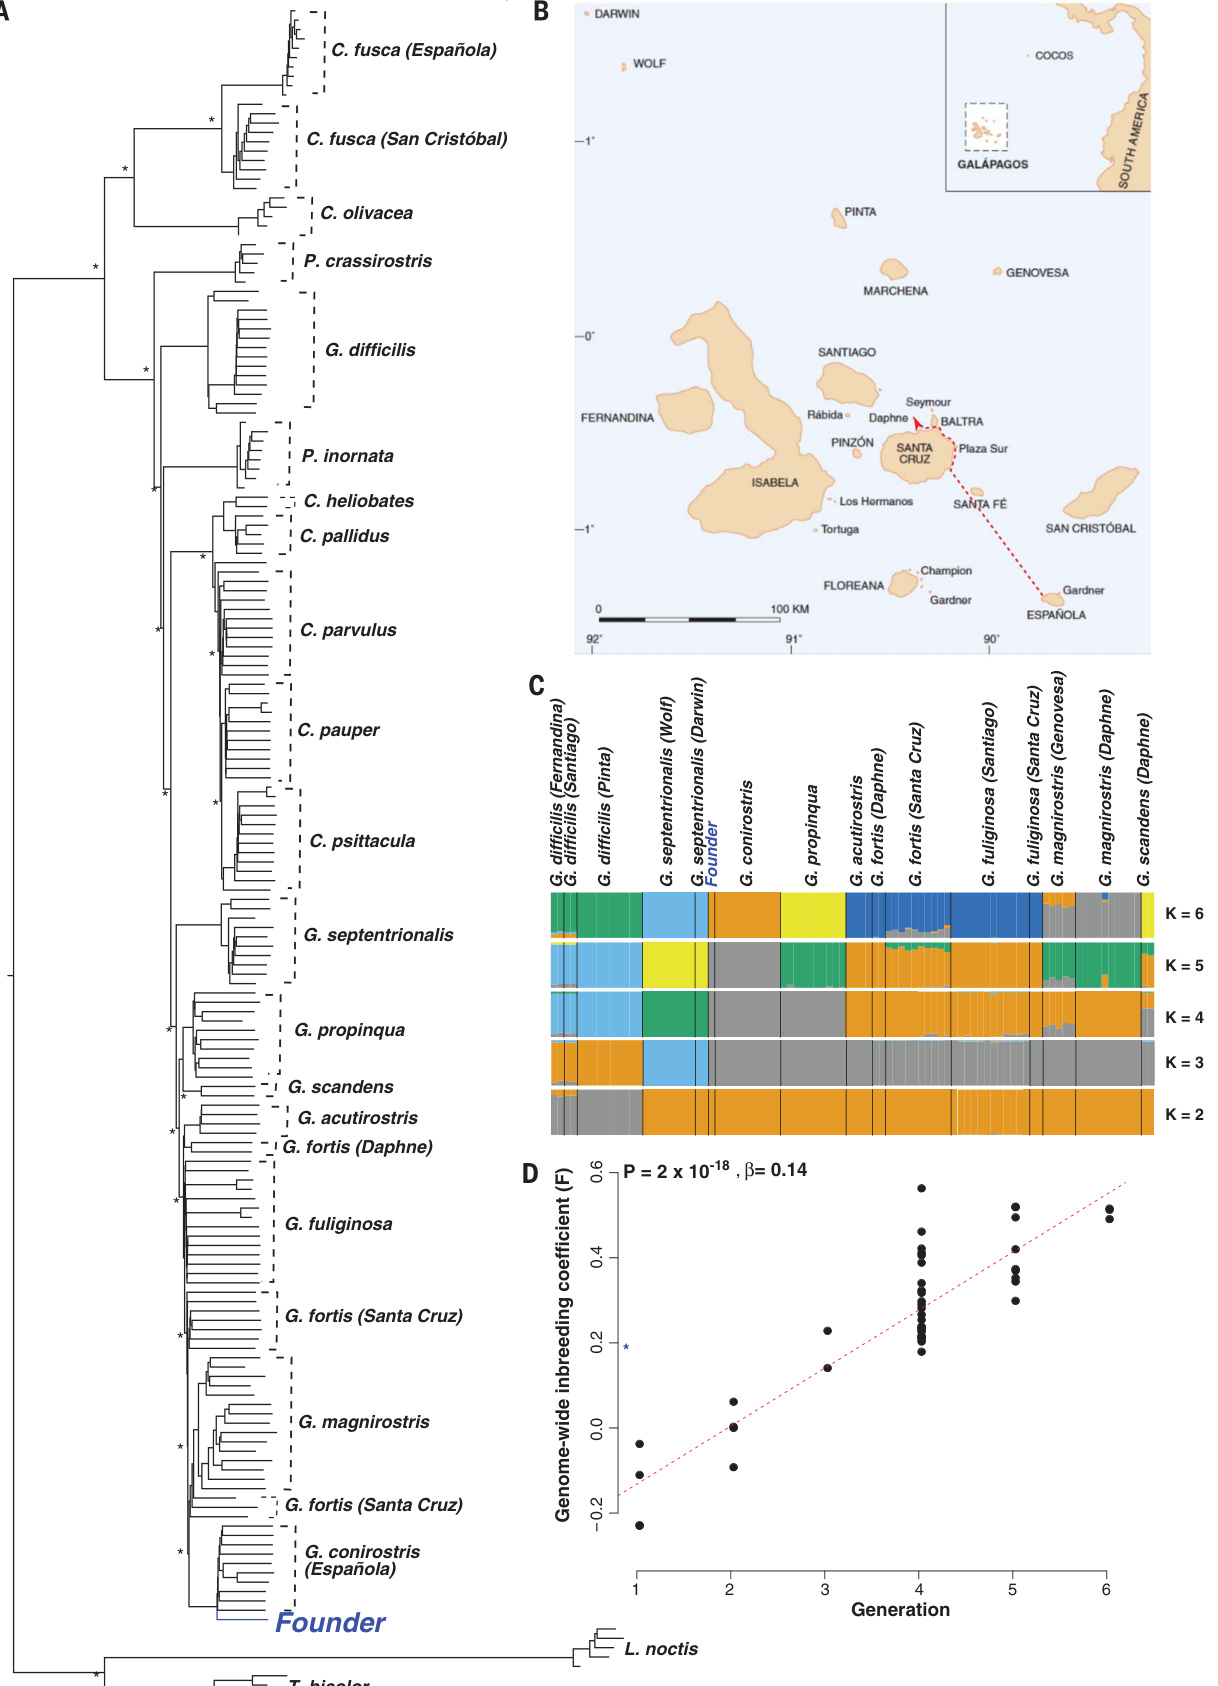 A
C. fusca (Española)
C. fusca (San Cristóbal)
C. olivacea
P. crassirostris
G. difficilis
P. inornata
C. heliobates
C. pallidus
C. parvulus
C. pauper
C. psittacula
G. septentrionalis
G. propinqua
G. scandens
G. acutirostris
G. fortis (Daphne)
G. fuliginosa
G. fortis (Santa Cruz)
G. magnirostris
G. fortis (Santa Cruz)
G. conirostris
(Española)
Founder
L. noctis
T. bicolor
B
DARWIN
WOLF
COCOS
SOUTH AMERICA
GALÁPAGOS
1°
PINTA
MARCHENA
GENOVESA
0°
SANTIAGO
FERNANDINA
Rábida
Daphne
Seymour
BALTRA
PINZÓN
SANTA
CRUZ
Plaza Sur
ISABELA
Los Hermanos
SANTA FÉ
SAN CRISTÓBAL
1°
Tortuga
FLOREANA
Champion
Gardner
Gardner
ESPAÑOLA
0
100 KM
92°
91°
90°
C
G. difficilis (Fernandina)
G. difficilis (Santiago)
G. difficilis (Pinta)
G. septentrionalis (Wolf)
G. septentrionalis (Darwin)
Founder
G. conirostris
G. propinqua
G. acutirostris
G. fortis (Daphne)
G. fortis (Santa Cruz)
G. fuliginosa (Santiago)
G. fuliginosa (Santa Cruz)
G. magnirostris (Genovesa)
G. magnirostris (Daphne)
G. scandens (Daphne)
K = 6
K = 5
K = 4
K = 3
K = 2
D
P = 2 x 10⁻¹⁸ , β= 0.14
Genome-wide inbreeding coefficient (F)
0.6
0.4
0.2
0.0
−0.2
1
2
3
4
5
6
Generation